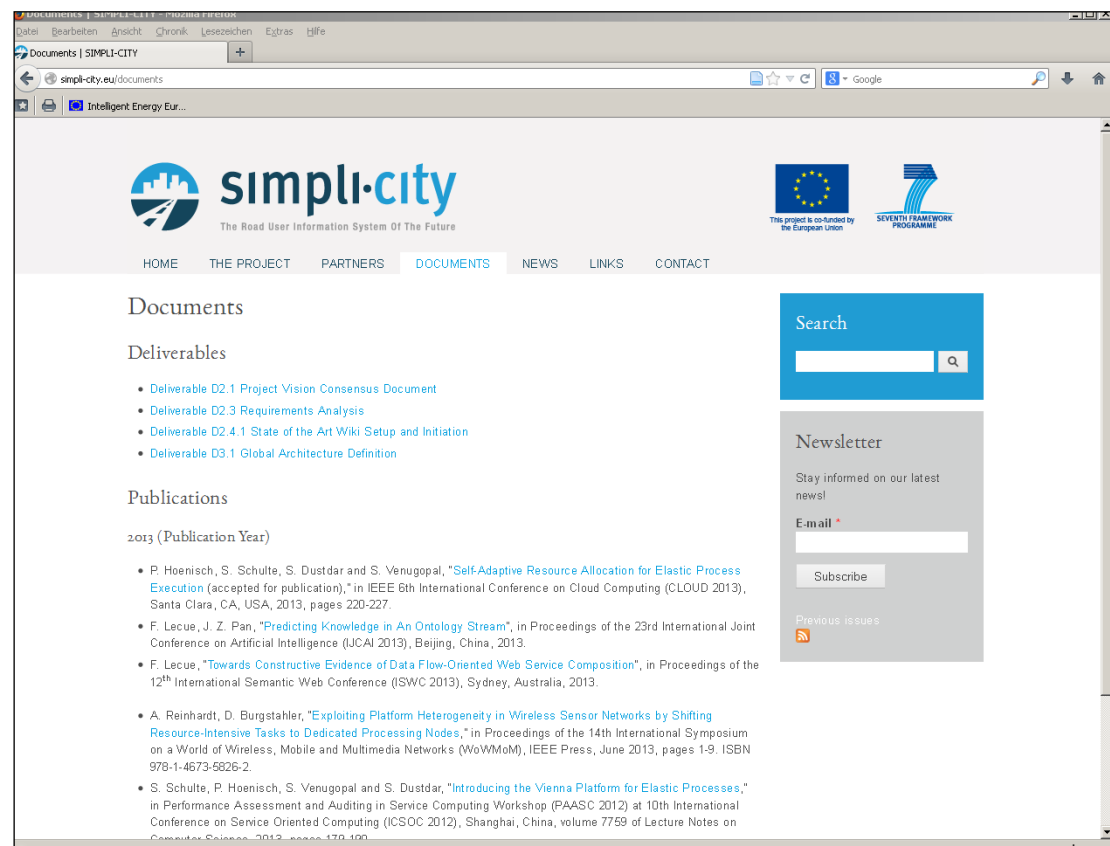 Documents | SIMPLI-CITY - Mozilla Firefox
Datei Bearbeiten Ansicht Chronik Lesezeichen Extras Hilfe
Documents | SIMPLI-CITY
simpli-city.eu/documents
Google
Intelligent Energy Eur...
sımplı·cıty
The Road User Information System Of The Future
This project is co-funded by
the European Union
SEVENTH FRAMEWORK
PROGRAMME
HOME THE PROJECT PARTNERS DOCUMENTS NEWS LINKS CONTACT
Documents
Deliverables
• Deliverable D2.1 Project Vision Consensus Document
• Deliverable D2.3 Requirements Analysis
• Deliverable D2.4.1 State of the Art Wiki Setup and Initiation
• Deliverable D3.1 Global Architecture Definition
Publications
2013 (Publication Year)
• P. Hoenisch, S. Schulte, S. Dustdar and S. Venugopal, "Self-Adaptive Resource Allocation for Elastic Process
Execution (accepted for publication)," in IEEE 6th International Conference on Cloud Computing (CLOUD 2013),
Santa Clara, CA, USA, 2013, pages 220-227.
• F. Lecue, J. Z. Pan, "Predicting Knowledge in An Ontology Stream", in Proceedings of the 23rd International Joint
Conference on Artificial Intelligence (IJCAI 2013), Beijing, China, 2013.
• F. Lecue, "Towards Constructive Evidence of Data Flow-Oriented Web Service Composition", in Proceedings of the
12th International Semantic Web Conference (ISWC 2013), Sydney, Australia, 2013.
• A. Reinhardt, D. Burgstahler, "Exploiting Platform Heterogeneity in Wireless Sensor Networks by Shifting
Resource-Intensive Tasks to Dedicated Processing Nodes," in Proceedings of the 14th International Symposium
on a World of Wireless, Mobile and Multimedia Networks (WoWMoM), IEEE Press, June 2013, pages 1-9. ISBN
978-1-4673-5826-2.
• S. Schulte, P. Hoenisch, S. Venugopal and S. Dustdar, "Introducing the Vienna Platform for Elastic Processes,"
in Performance Assessment and Auditing in Service Computing Workshop (PAASC 2012) at 10th International
Conference on Service Oriented Computing (ICSOC 2012), Shanghai, China, volume 7759 of Lecture Notes on
Computer Science, 2013, pages 179-190.
Search
Newsletter
Stay informed on our latest
news!
E-mail *
Subscribe
Previous issues